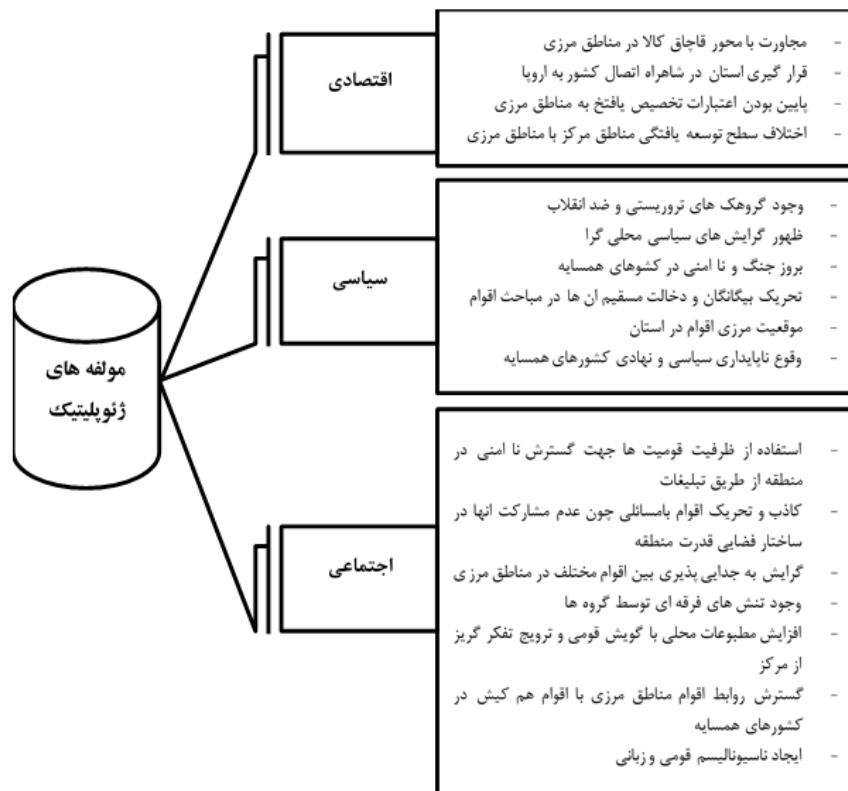 مولفه های
ژئوپلیتیک
اقتصادی
- مجاورت با محور قاچاق کالا در مناطق مرزی
- قرار گیری استان در شاهراه اتصال کشور به اروپا
- پایین بودن اعتبارات تخصیص یافتخ به مناطق مرزی
- اختلاف سطح توسعه یافتگی مناطق مرکز با مناطق مرزی
سیاسی
- وجود گروهک های تروریستی و ضد انقلاب
- ظهور گرایش های سیاسی محلی گرا
- بروز جنگ و نا امنی در کشوهای همسایه
- تحریک بیگانگان و دخالت مسقیم ان ها در مباحث اقوام
- موقعیت مرزی اقوام در استان
- وقوع ناپایداری سیاسی و نهادی کشورهای همسایه
اجتماعی
- استفاده از ظرفیت قومیت ها جهت گسترش نا امنی در
منطقه از طریق تبلیغات
- کاذب و تحریک اقوام بامسائلی چون عدم مشارکت انها در
ساختار فضایی قدرت منطقه
- گرایش به جدایی پذیری بین اقوام مختلف در مناطق مرزی
- وجود تنش های فرقه ای توسط گروه ها
- افزایش مطبوعات محلی با گویش قومی و ترویج تفکر گریز
از مرکز
- گسترش روابط اقوام مناطق مرزی با اقوام هم کیش در
کشورهای همسایه
- ایجاد ناسیونالیسم قومی و زبانی